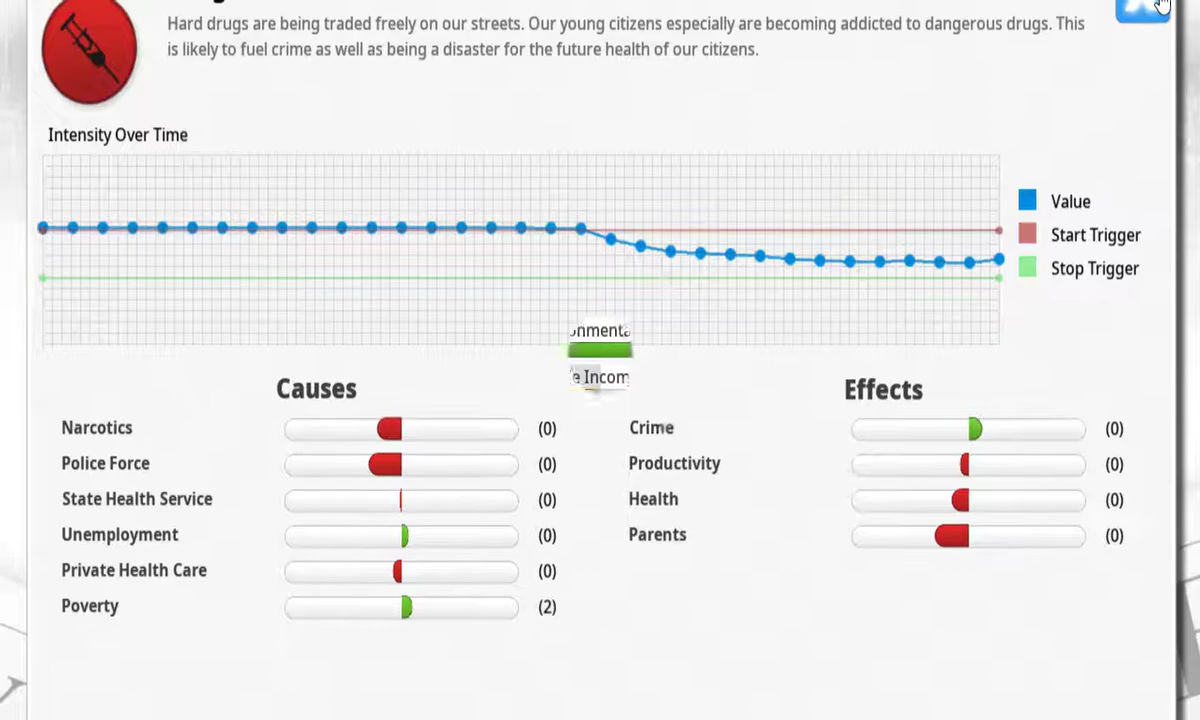 Hard drugs are being traded freely on our streets. Our young citizens especially are becoming addicted to dangerous drugs. This
is likely to fuel crime as well as being a disaster for the future health of our citizens.
Intensity Over Time
Value
Start Trigger
Stop Trigger
Causes
Effects
Narcotics (0)
Crime (0)
Police Force (0)
Productivity (0)
State Health Service (0)
Health (0)
Unemployment (0)
Parents (0)
Private Health Care (0)
Poverty (2)